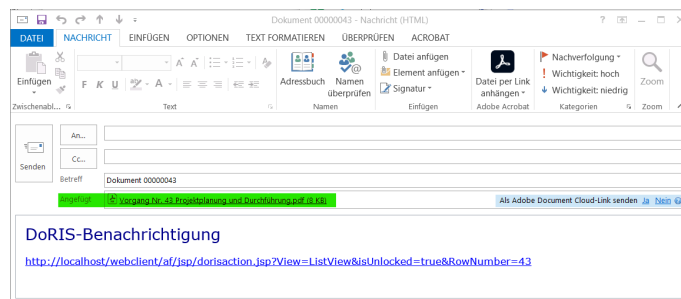 Dokument 00000043 - Nachricht (HTML)
DATEI NACHRICHT EINFÜGEN OPTIONEN TEXT FORMATIEREN ÜBERPRÜFEN ACROBAT
Einfügen
F K U
Adressbuch
Namen überprüfen
Datei anfügen
Element anfügen
Signatur
Datei per Link anhängen
Nachverfolgung
Wichtigkeit: hoch
Wichtigkeit: niedrig
Zoom
Zwischenabl... Text Namen Einfügen Adobe Acrobat Kategorien Zoom
Senden
An...
Cc...
Betreff Dokument 00000043
Angefügt Vorgang Nr. 43 Projektplanung und Durchführung.pdf (8 KB) Als Adobe Document Cloud-Link senden Ja Nein
DoRIS-Benachrichtigung
http://localhost/webclient/af/jsp/dorisaction.jsp?View=ListView&isUnlocked=true&RowNumber=43